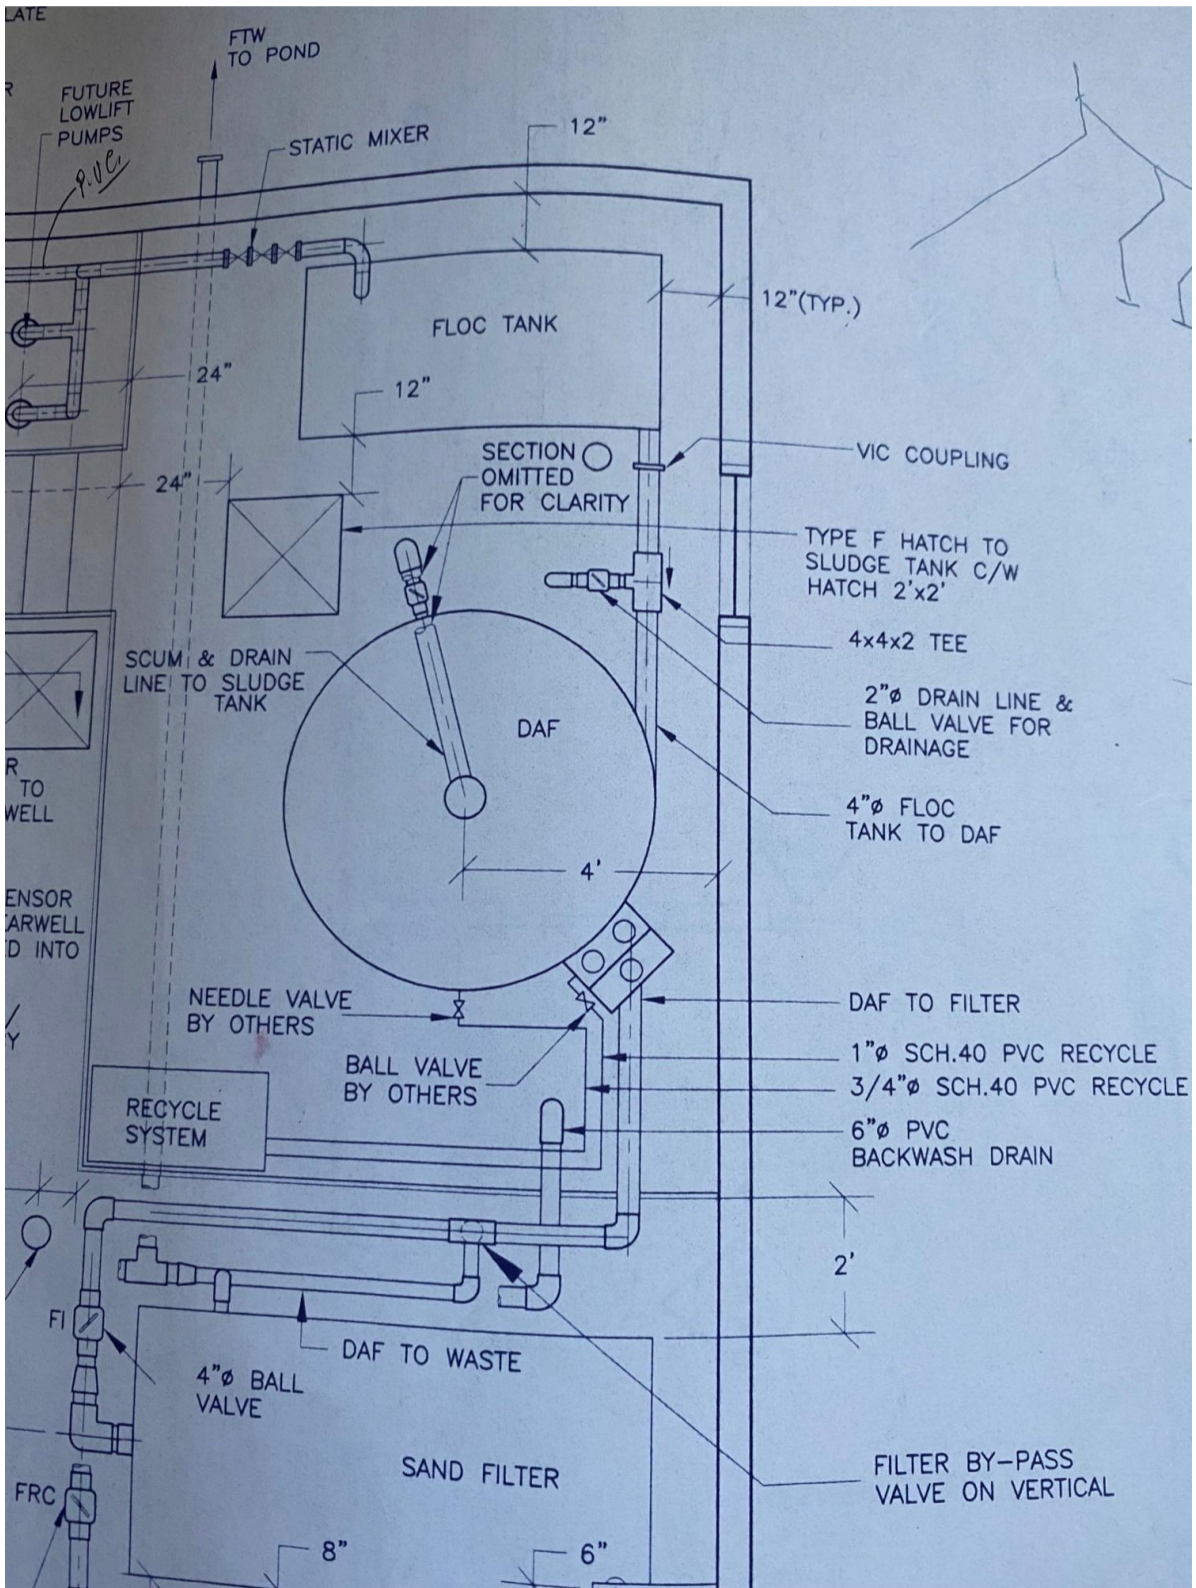 LATE
FTW
TO POND
R
FUTURE
LOWLIFT
PUMPS
P.V.C.
STATIC MIXER
12"
FLOC TANK
12"(TYP.)
24"
12"
SECTION
OMITTED
FOR CLARITY
VIC COUPLING
24"
TYPE F HATCH TO
SLUDGE TANK C/W
HATCH 2'x2'
4x4x2 TEE
SCUM & DRAIN
LINE TO SLUDGE
TANK
DAF
2"ø DRAIN LINE &
BALL VALVE FOR
DRAINAGE
R
TO
WELL
4"ø FLOC
TANK TO DAF
4'
ENSOR
EARWELL
D INTO
NEEDLE VALVE
BY OTHERS
DAF TO FILTER
Y
BALL VALVE
BY OTHERS
1"ø SCH.40 PVC RECYCLE
3/4"ø SCH.40 PVC RECYCLE
RECYCLE
SYSTEM
6"ø PVC
BACKWASH DRAIN
2'
FI
DAF TO WASTE
4"ø BALL
VALVE
SAND FILTER
FILTER BY-PASS
VALVE ON VERTICAL
FRC
8"
6"